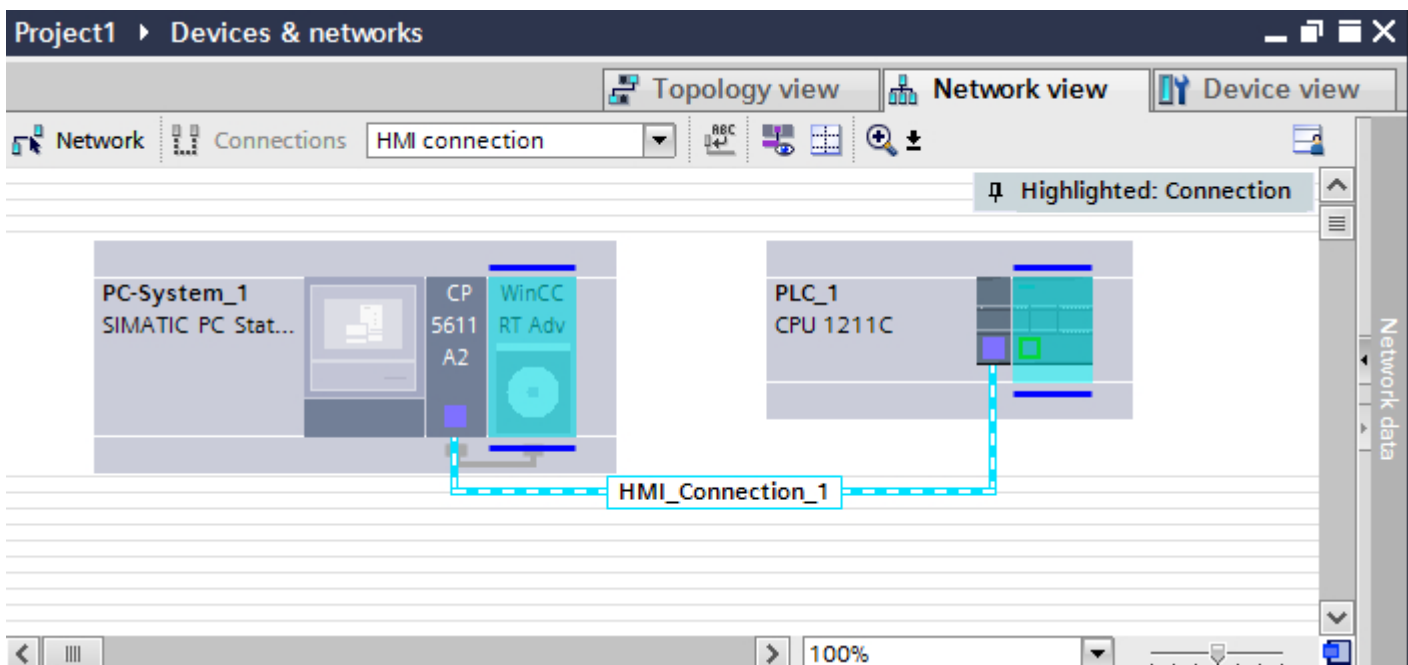 Project1 ▸ Devices & networks
Topology view
Network view
Device view
Network
Connections
HMI connection
ABC
Highlighted: Connection
PC-System_1
SIMATIC PC Stat...
CP
5611
A2
WinCC
RT Adv
PLC_1
CPU 1211C
HMI_Connection_1
Network data
100%